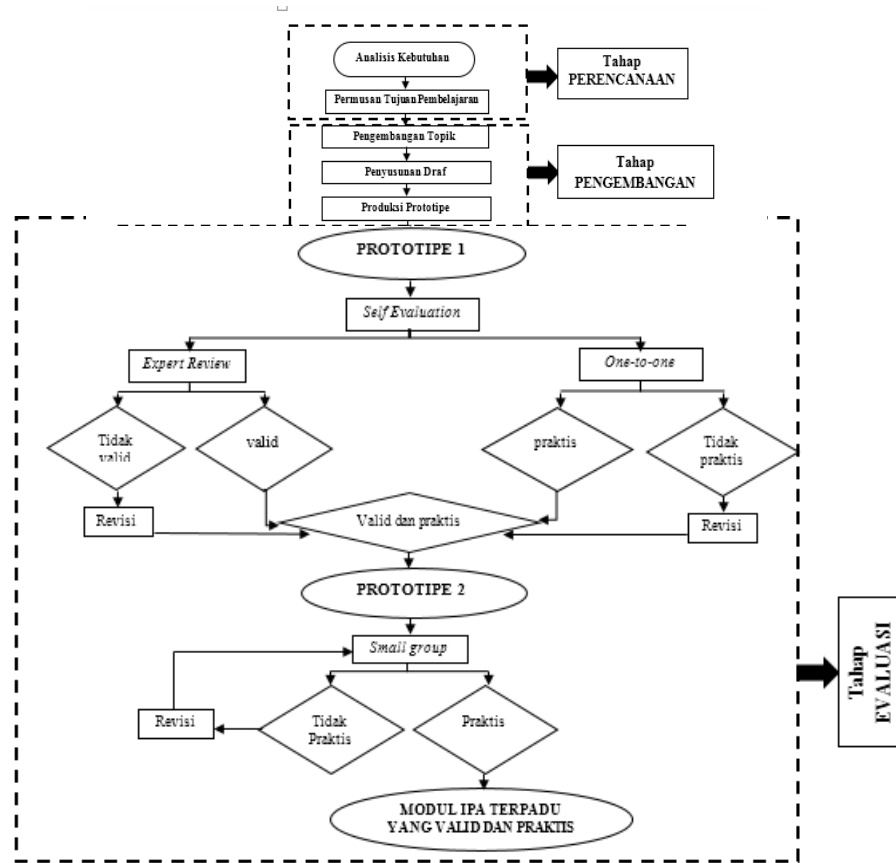 Analisis Kebutuhan
Tahap
PERENCANAAN
Permusan Tujuan Pembelajaran
Pengembangan Topik
Penyusunan Draf
Tahap
PENGEMBANGAN
Produksi Prototipe
PROTOTIPE 1
Self Evaluation
Expert Review
One-to-one
Tidak
valid
valid
praktis
Tidak
praktis
Revisi
Valid dan praktis
Revisi
PROTOTIPE 2
Small group
Revisi
Tidak
Praktis
Praktis
Tahap
EVALUASI
MODUL IPA TERPADU
YANG VALID DAN PRAKTIS